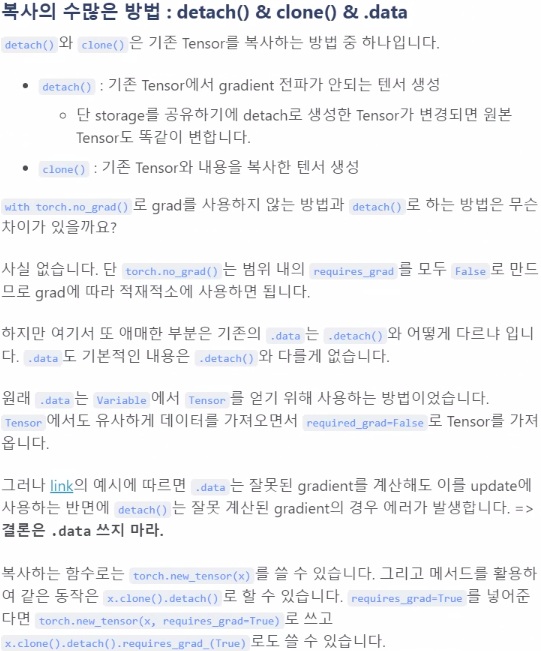 복사의 수많은 방법 : detach() & clone() & .data
detach() 와 clone() 은 기존 Tensor를 복사하는 방법 중 하나입니다.
detach() : 기존 Tensor에서 gradient 전파가 안되는 텐서 생성
단 storage를 공유하기에 detach로 생성한 Tensor가 변경되면 원본
Tensor도 똑같이 변합니다.
clone() : 기존 Tensor와 내용을 복사한 텐서 생성
with torch.no_grad() 로 grad를 사용하지 않는 방법과 detach() 로 하는 방법은 무슨
차이가 있을까요?
사실 없습니다. 단 torch.no_grad() 는 범위 내의 requires_grad 를 모두 False 로 만드
므로 grad에 따라 적재적소에 사용하면 됩니다.
하지만 여기서 또 애매한 부분은 기존의 .data 는 .detach() 와 어떻게 다르냐 입니
다. .data 도 기본적인 내용은 .detach() 와 다를게 없습니다.
원래 .data 는 Variable 에서 Tensor 를 얻기 위해 사용하는 방법이었습니다.
Tensor 에서도 유사하게 데이터를 가져오면서 required_grad=False 로 Tensor를 가져
옵니다.
그러나 link의 예시에 따르면 .data 는 잘못된 gradient를 계산해도 이를 update에
사용하는 반면에 detach() 는 잘못 계산된 gradient의 경우 에러가 발생합니다. =>
결론은 .data 쓰지 마라.
복사하는 함수로는 torch.new_tensor(x) 를 쓸 수 있습니다. 그리고 메서드를 활용하
여 같은 동작은 x.clone().detach() 로 할 수 있습니다. requires_grad=True 를 넣어준
다면 torch.new_tensor(x, requires_grad=True) 로 쓰고
x.clone().detach().requires_grad_(True) 로도 쓸 수 있습니다.